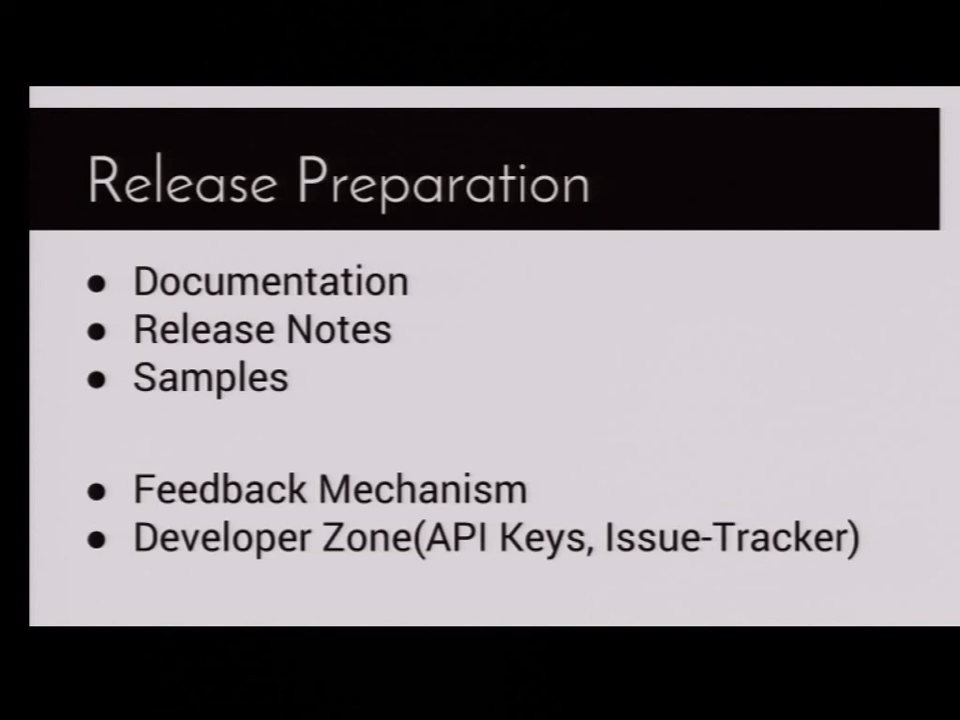 Release Preparation
● Documentation
● Release Notes
● Samples
● Feedback Mechanism
● Developer Zone(API Keys, Issue-Tracker)